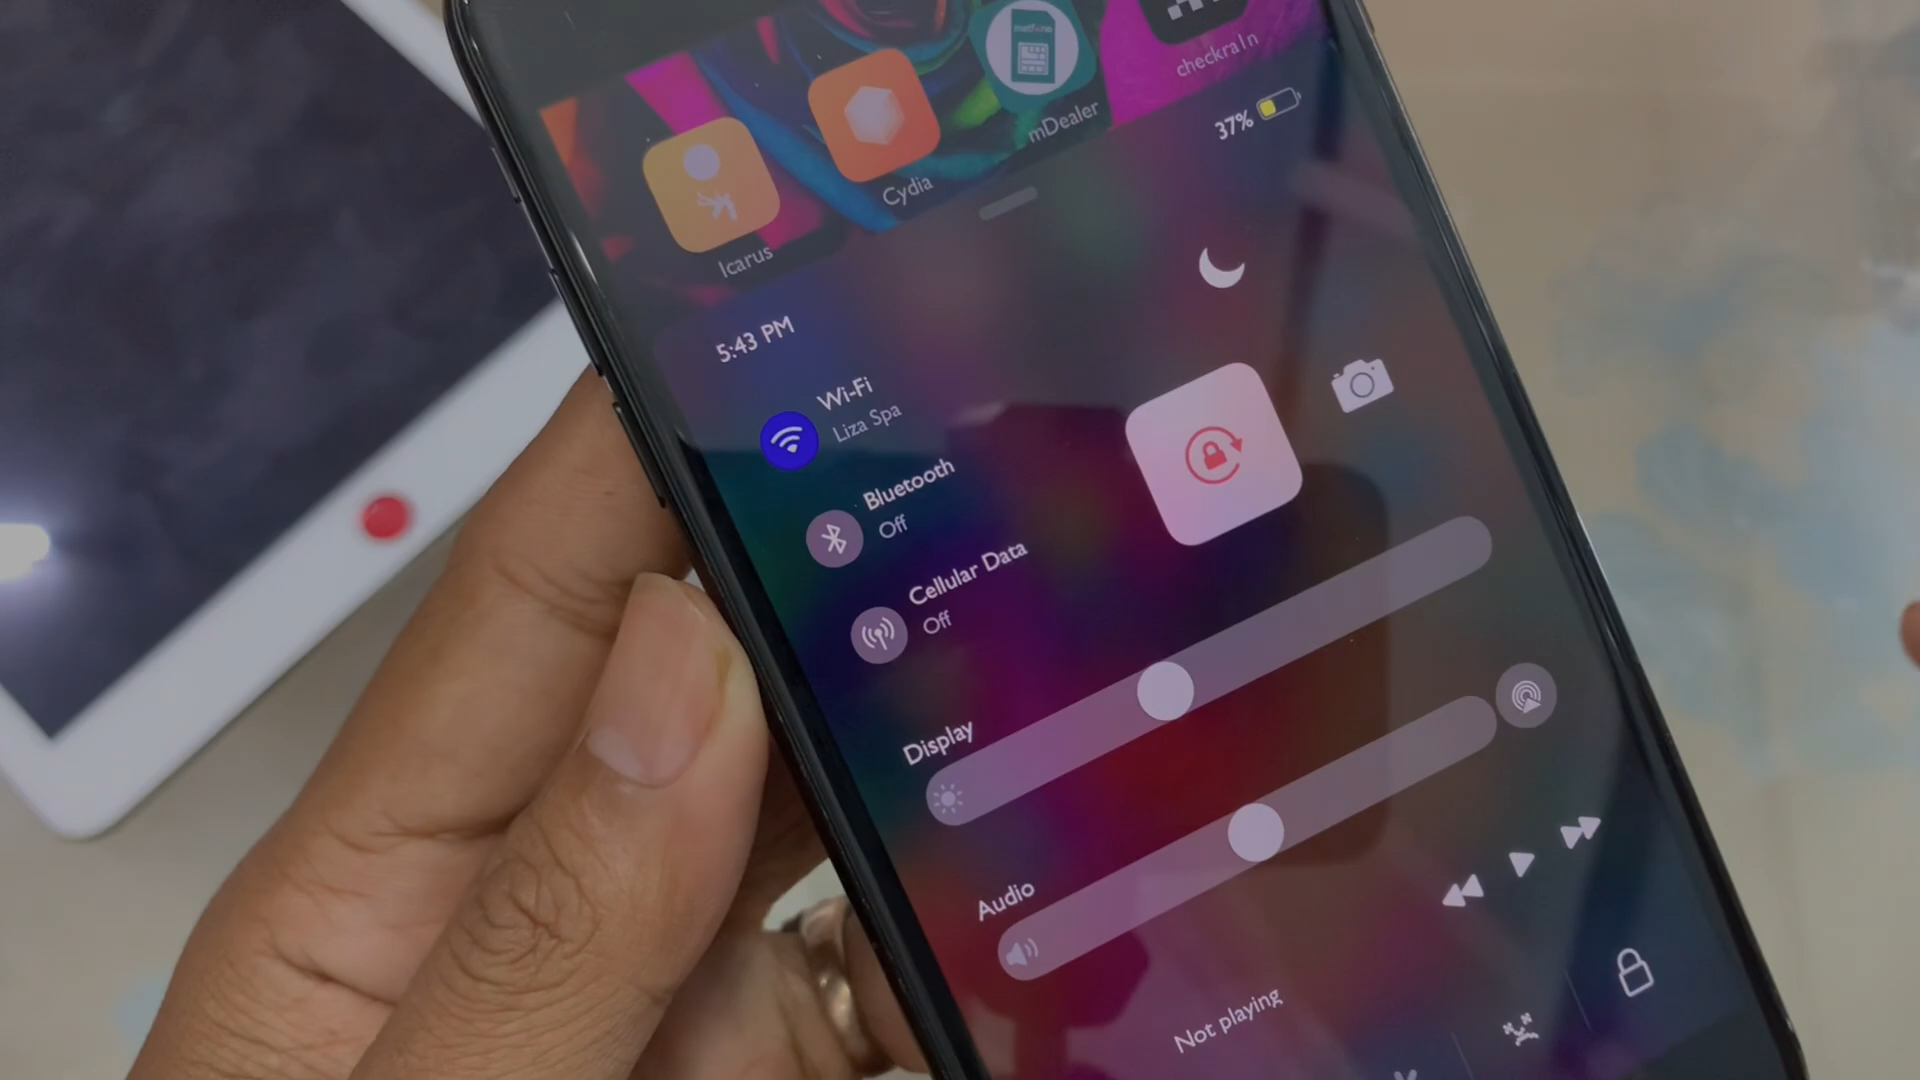 metfone
checkra1n
mDealer
37%
Cydia
Icarus
5:43 PM
Wi-Fi
Liza Spa
Bluetooth
Off
Cellular Data
Off
Display
Audio
Not playing